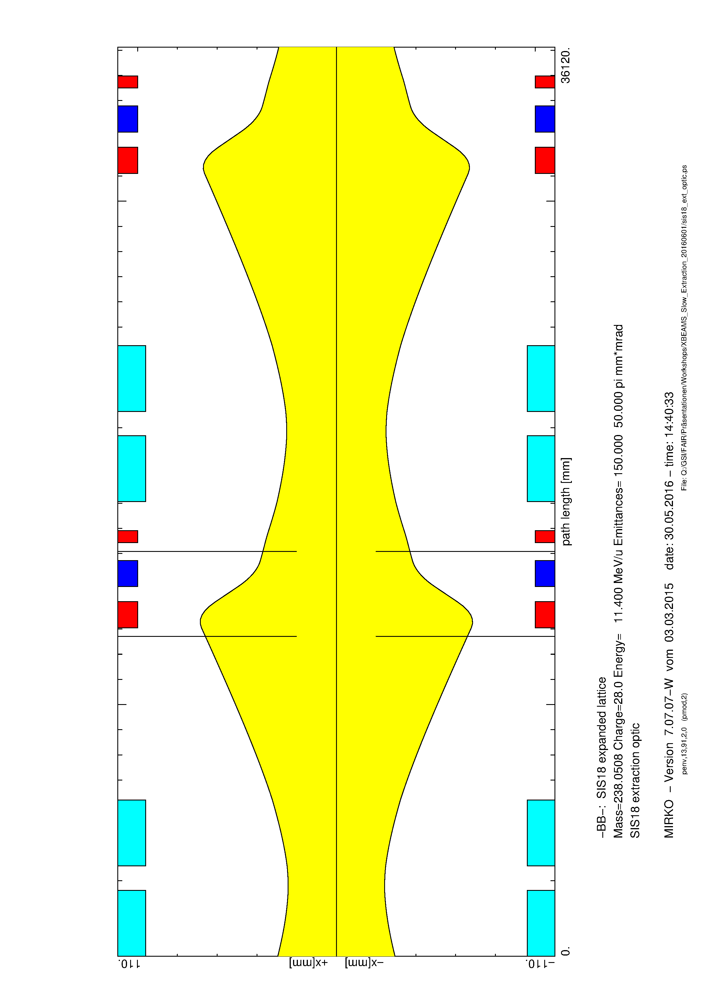 110.
+x[mm]
−x[mm]
−110.
0.
path length [mm]
36120.
−BB−: SIS18 expanded lattice
Mass=238.0508 Charge=28.0 Energy= 11.400 MeV/u Emittances= 150.000 50.000 pi mm*mrad
SIS18 extraction optic
MIRKO − Version 7.07.07−W vom 03.03.2015 date: 30.05.2016 − time: 14:40:33
penv,13,91,2,0 (pmod,2)
File: Q:/GSI/FAIR/Präsentationen/Workshops/XBEAMS_Slow_Extraction_20160601/sis18_ext_optic.ps